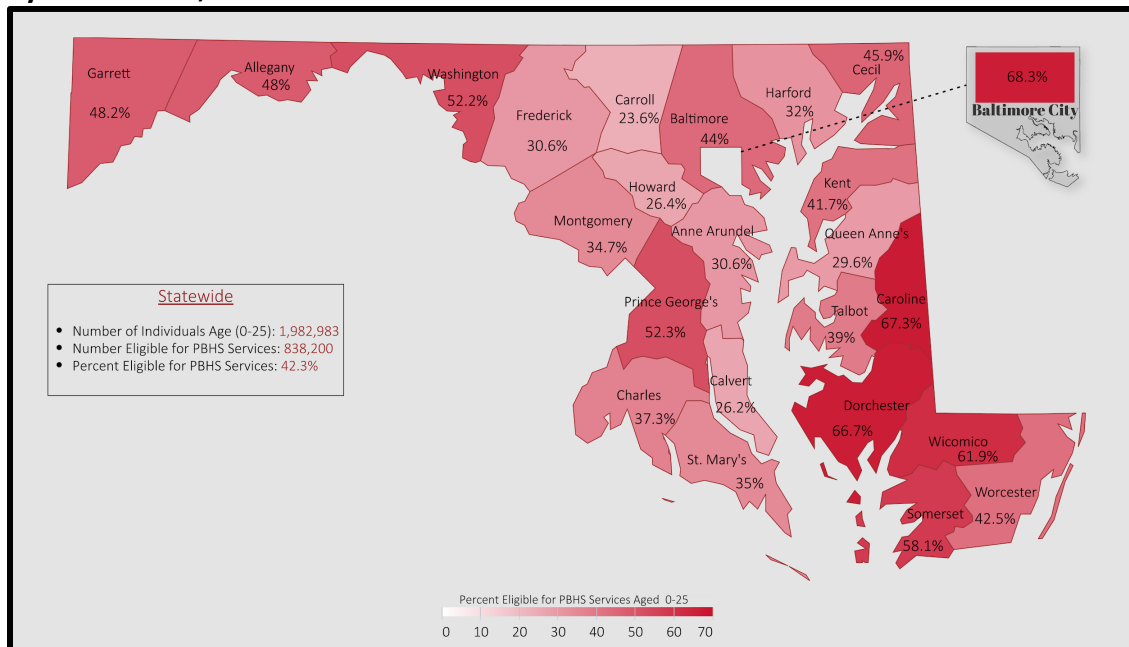 Garrett
48.2%
Allegany
48%
Washington
52.2%
Frederick
30.6%
Carroll
23.6%
Baltimore
44%
Harford
32%
45.9%
Cecil
68.3%
Baltimore City
Howard
26.4%
Montgomery
34.7%
Anne Arundel
30.6%
Kent
41.7%
Queen Anne's
29.6%
Prince George's
52.3%
Talbot
39%
Caroline
67.3%
Statewide
• Number of Individuals Age (0-25): 1,982,983
• Number Eligible for PBHS Services: 838,200
• Percent Eligible for PBHS Services: 42.3%
Charles
37.3%
Calvert
26.2%
Dorchester
66.7%
St. Mary's
35%
Wicomico
61.9%
Worcester
42.5%
Somerset
58.1%
Percent Eligible for PBHS Services Aged 0-25
0 10 20 30 40 50 60 70